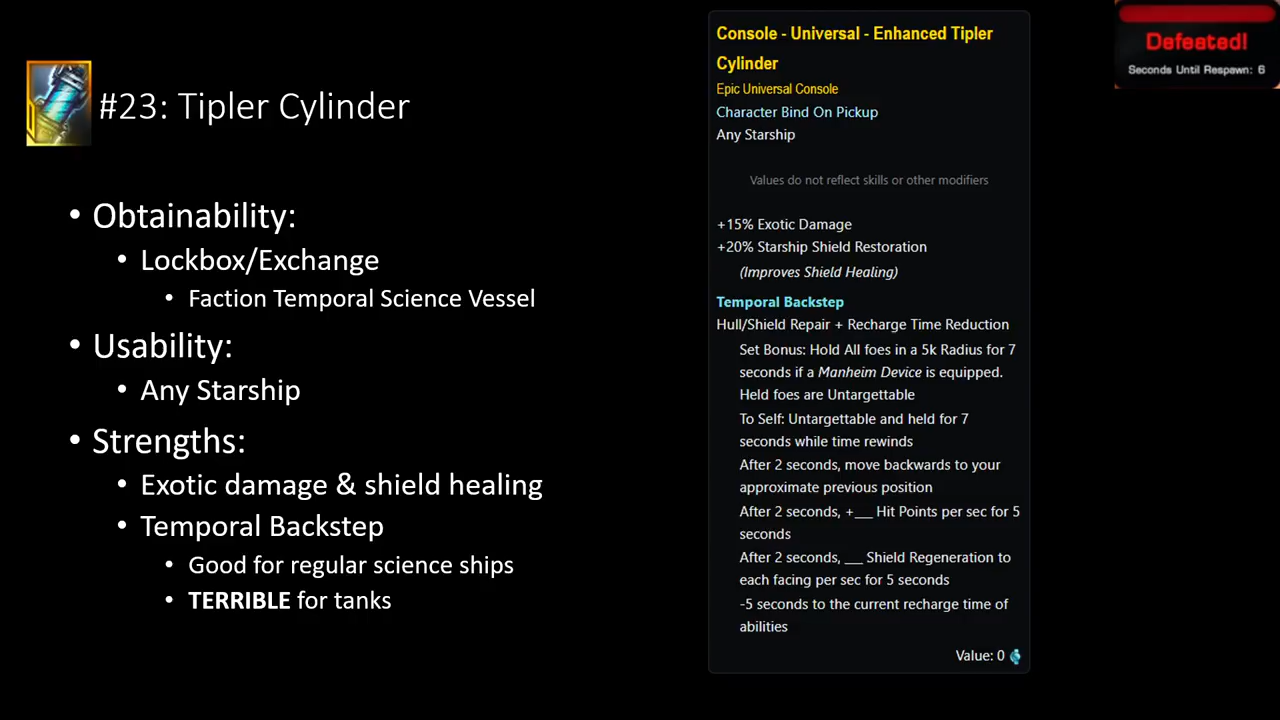 #23: Tipler Cylinder
• Obtainability:
• Lockbox/Exchange
• Faction Temporal Science Vessel
• Usability:
• Any Starship
• Strengths:
• Exotic damage & shield healing
• Temporal Backstep
• Good for regular science ships
• TERRIBLE for tanks
Console - Universal - Enhanced Tipler
Cylinder
Epic Universal Console
Character Bind On Pickup
Any Starship
Values do not reflect skills or other modifiers
+15% Exotic Damage
+20% Starship Shield Restoration
(Improves Shield Healing)
Temporal Backstep
Hull/Shield Repair + Recharge Time Reduction
Set Bonus: Hold All foes in a 5k Radius for 7
seconds if a Manheim Device is equipped.
Held foes are Untargettable
To Self: Untargettable and held for 7
seconds while time rewinds
After 2 seconds, move backwards to your
approximate previous position
After 2 seconds, +___ Hit Points per sec for 5
seconds
After 2 seconds, ___ Shield Regeneration to
each facing per sec for 5 seconds
-5 seconds to the current recharge time of
abilities
Value: 0
Defeated!
Seconds Until Respawn: 6